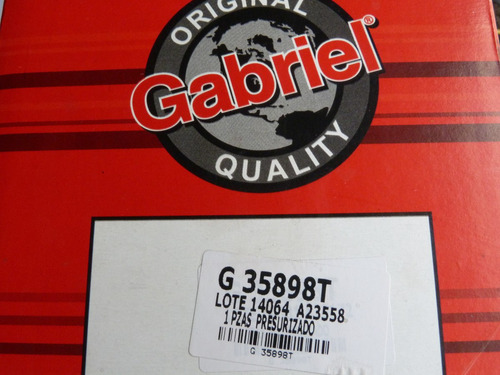 ORIGINAL
Gabriel®
QUALITY
G 35898T
LOTE 14064 A23558
1 PZAS PRESURIZADO
G 35898T